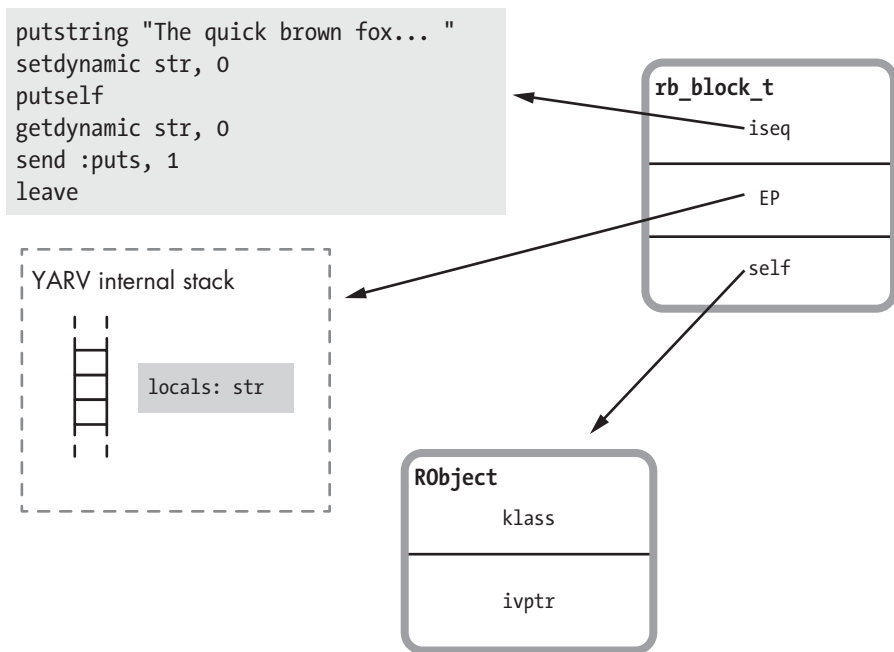 putstring "The quick brown fox... "
setdynamic str, 0
putself
getdynamic str, 0
send :puts, 1
leave
rb_block_t
iseq
EP
self
YARV internal stack
locals: str
RObject
klass
ivptr